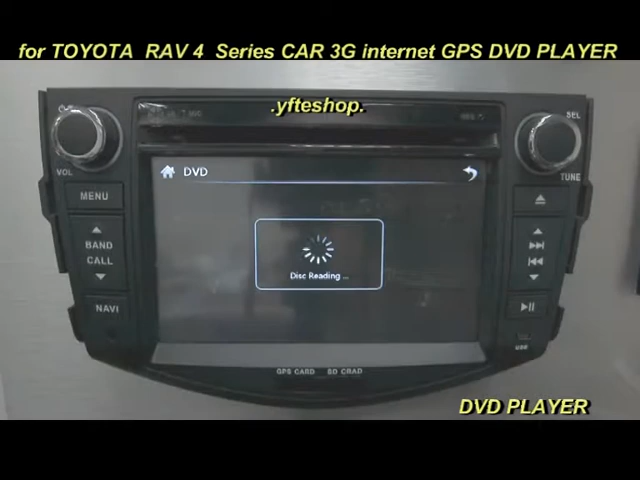 for TOYOTA RAV 4 Series CAR 3G internet GPS DVD PLAYER
.yfteshop.
SEL
VOL
TUNE
DVD
MENU
BAND
CALL
NAVI
Disc Reading ...
USB
GPS CARD
SD CRAD
DVD PLAYER